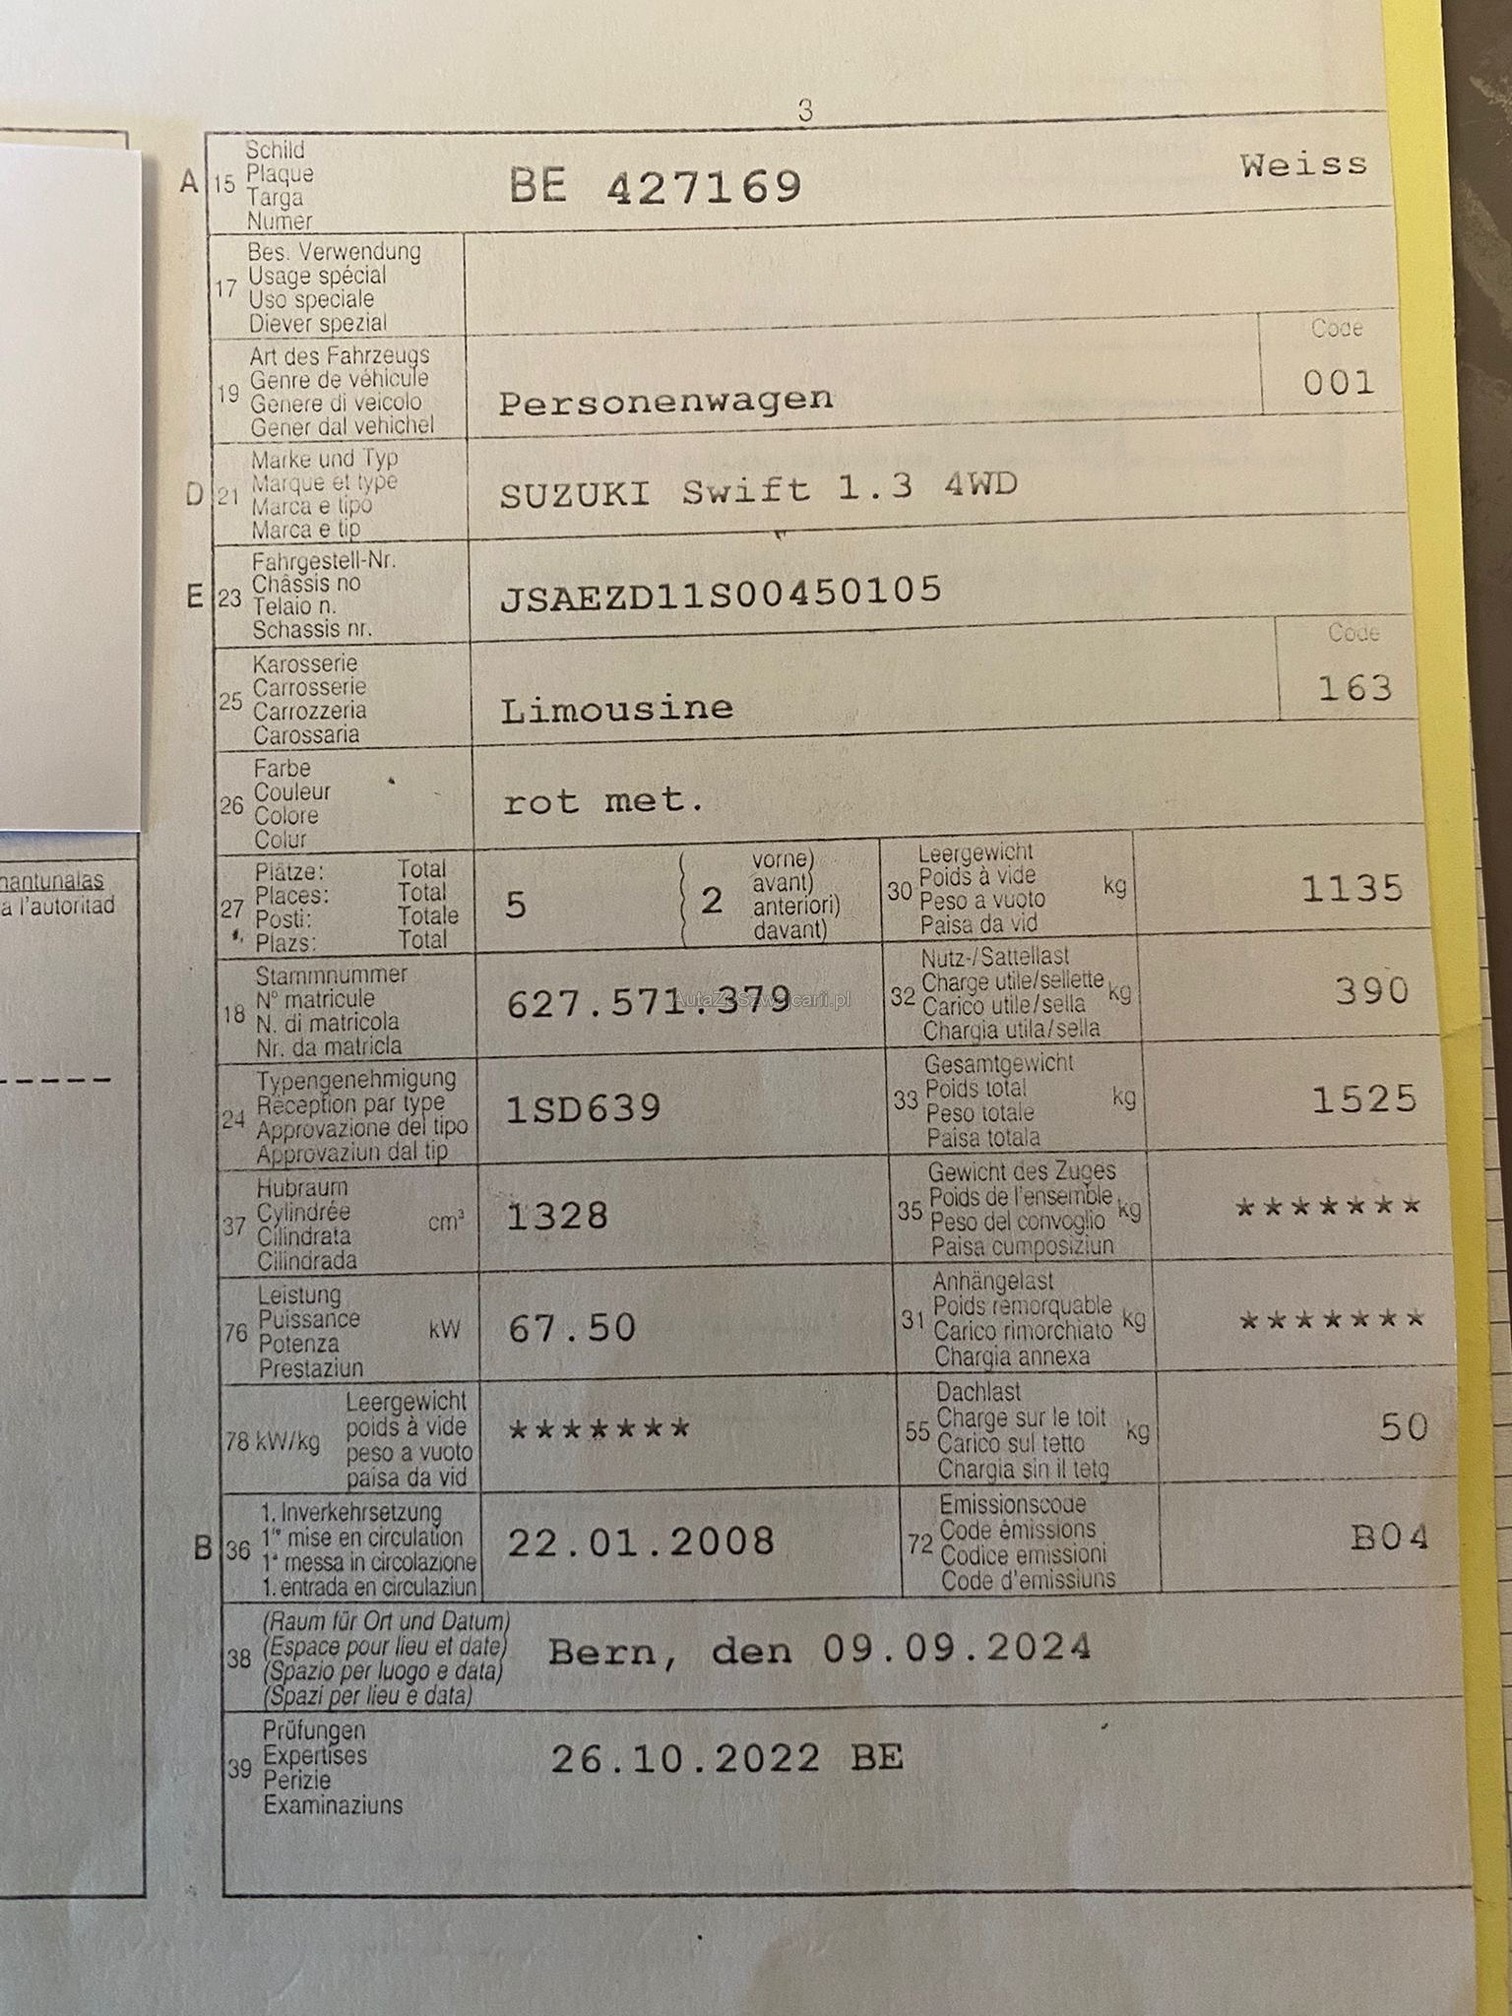 3
A 15 Schild
Plaque
Targa
Numer
BE 427169 Weiss
17 Bes. Verwendung
Usage spécial
Uso speciale
Diever spezial
19 Art des Fahrzeugs
Genre de véhicule
Genere di veicolo
Gener dal vehichel
Personenwagen
Code
001
D 21 Marke und Typ
Marque et type
Marca e tipo
Marca e tip
SUZUKI Swift 1.3 4WD
E 23 Fahrgestell-Nr.
Châssis no
Telaio n.
Schassis nr.
JSAEZD11S00450105
25 Karosserie
Carrosserie
Carrozzeria
Carossaria
Limousine
Code
163
26 Farbe
Couleur
Colore
Colur
rot met.
27 Plätze: Total
Places: Total
Posti: Totale
Plazs: Total
5 ( 2 vorne)
avant)
anteriori)
davant)
30 Leergewicht
Poids à vide
Peso a vuoto
Paisa da vid
kg 1135
18 Stammnummer
N° matricule
N. di matricola
Nr. da matricla
627.571.379
AutaZeSzwajcarii.pl
32 Nutz-/Sattellast
Charge utile/sellette
Carico utile/sella
Chargia utila/sella
kg 390
24 Typengenehmigung
Réception par type
Approvazione del tipo
Approvaziun dal tip
1SD639
33 Gesamtgewicht
Poids total
Peso totale
Paisa totala
kg 1525
37 Hubraum
Cylindrée
Cilindrata
Cilindrada
cm³ 1328
35 Gewicht des Zuges
Poids de l'ensemble
Peso del convoglio
Paisa cumposiziun
kg *******
76 Leistung
Puissance
Potenza
Prestaziun
kW 67.50
31 Anhängelast
Poids remorquable
Carico rimorchiato
Chargia annexa
kg *******
78 kW/kg Leergewicht
poids à vide
peso a vuoto
paisa da vid
*******
55 Dachlast
Charge sur le toit
Carico sul tetto
Chargia sin il tetg
kg 50
B 36 1. Inverkehrsetzung
1re mise en circulation
1a messa in circolazione
1. entrada en circulaziun
22.01.2008
72 Emissionscode
Code émissions
Codice emissioni
Code d'emissiuns
B04
38 (Raum für Ort und Datum)
(Espace pour lieu et date)
(Spazio per luogo e data)
(Spazi per lieu e data)
Bern, den 09.09.2024
39 Prüfungen
Expertises
Perizie
Examinaziuns
26.10.2022 BE
a l'autoritad